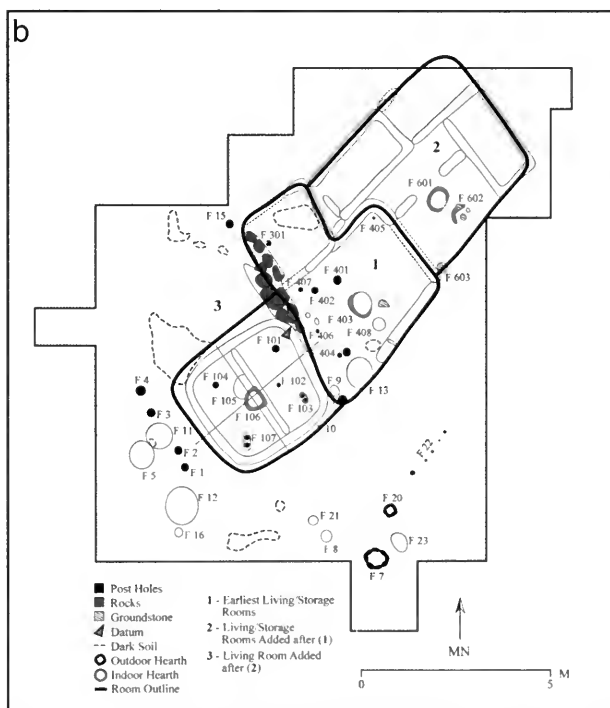 b
2
F 601
F 602
F 15
F 301
F 405
1
F 401
F 603
F 407
F 402
3
F 403
F 408
F 406
F 101
404
F 104
F 102
F 9
F 13
F 4
F 105
F 103
F 3
F 106
F 11
F 107
F 10
F 22
F 2
F 5
F 1
F 12
F 20
F 21
F 16
F 8
F 23
F 7
Post Holes
Rocks
Groundstone
Datum
Dark Soil
Outdoor Hearth
Indoor Hearth
Room Outline
1 - Earliest Living/Storage
Rooms
2 - Living/Storage
Rooms Added after (1)
3 - Living Room Added
after (2)
MN
0 5 M